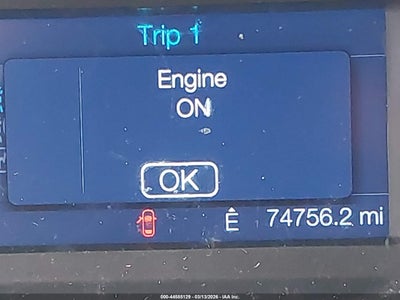 Trip 1
Engine
ON
OK
Ê 74756.2 mi
000-44585129 - 03/13/2026 - IAA Inc.